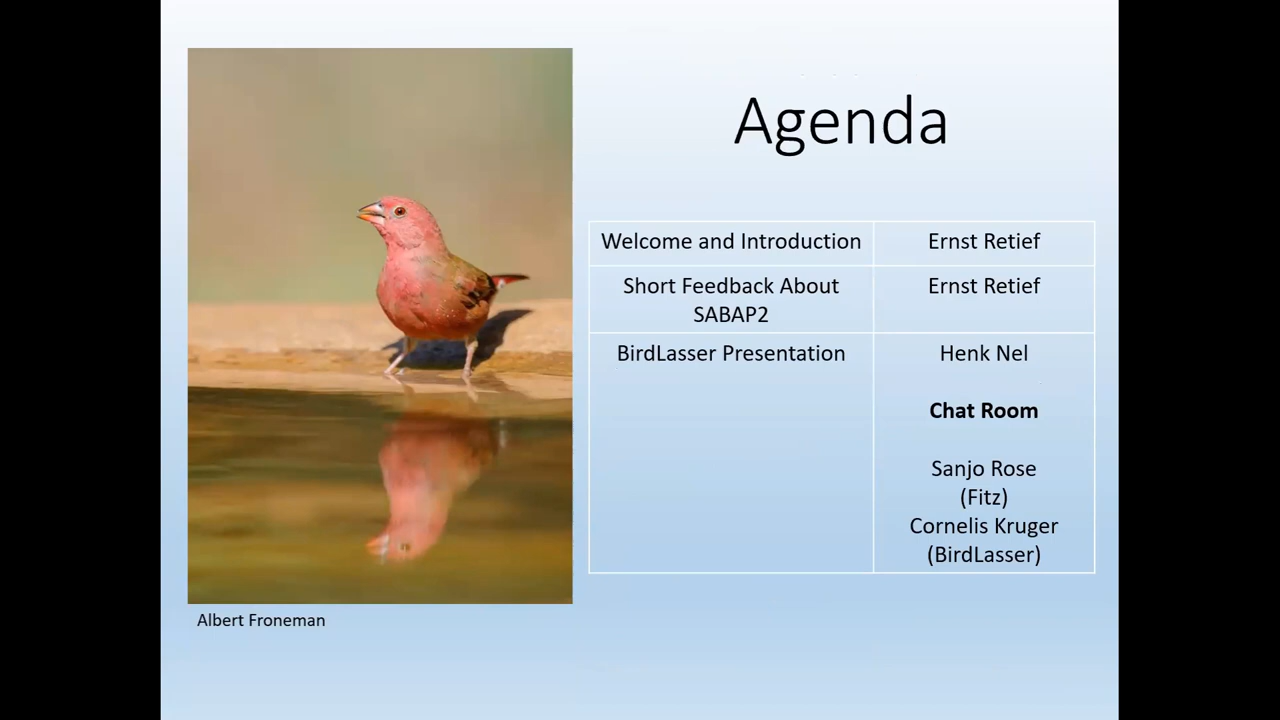 Agenda
Welcome and Introduction
Ernst Retief
Short Feedback About
SABAP2
Ernst Retief
BirdLasser Presentation
Henk Nel
Chat Room
Sanjo Rose
(Fitz)
Cornelis Kruger
(BirdLasser)
Albert Froneman